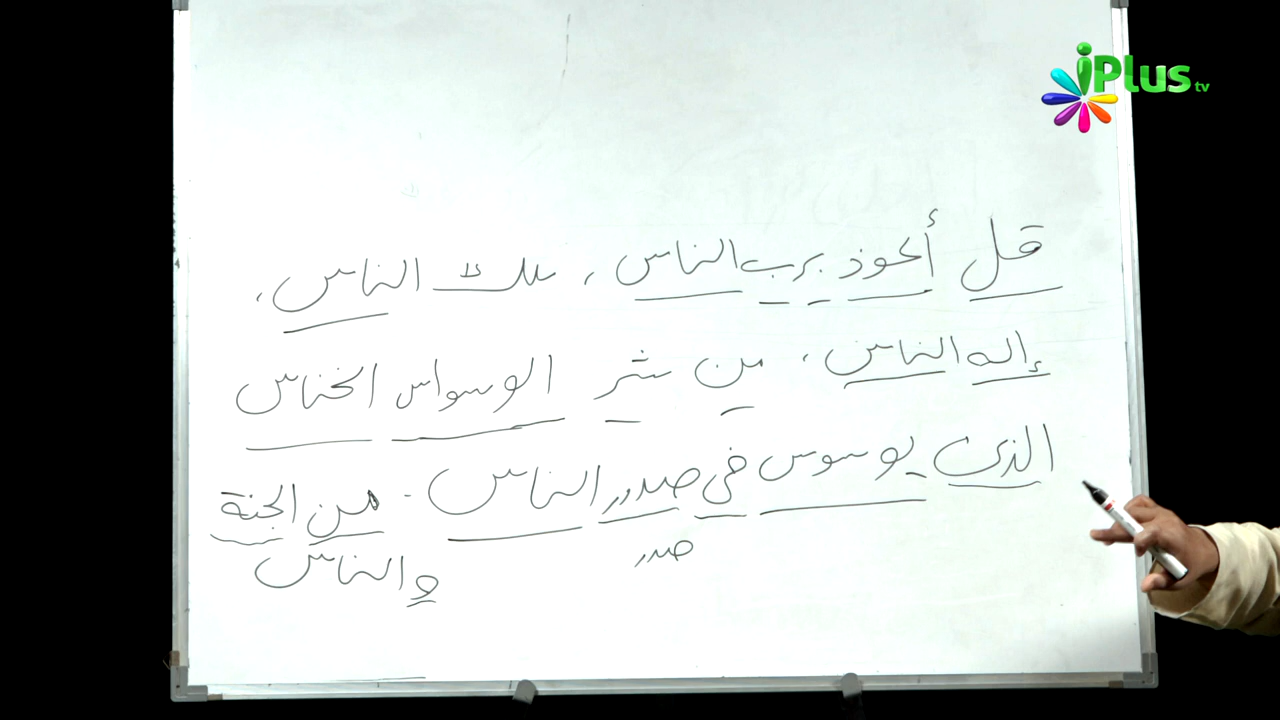 iPlus tv
قل أعوذ برب الناس ، ملك الناس ،
إله الناس ، من شر الوسواس الخناس
الذي يوسوس في صدور الناس . من الجنة
والناس
صدر